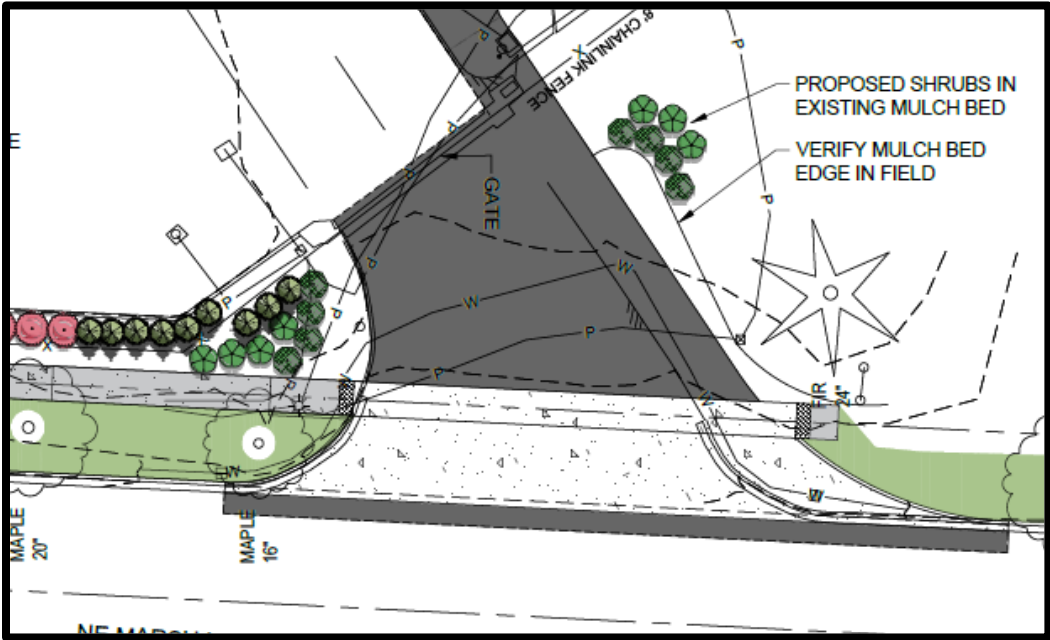 8' CHAINLINK FENCE
PROPOSED SHRUBS IN
EXISTING MULCH BED
VERIFY MULCH BED
EDGE IN FIELD
GATE
E
P
P
P
P
P
P
P
P
P
P
P
X
X
W
W
W
W
W
FIR
24"
MAPLE
20"
MAPLE
16"
NE